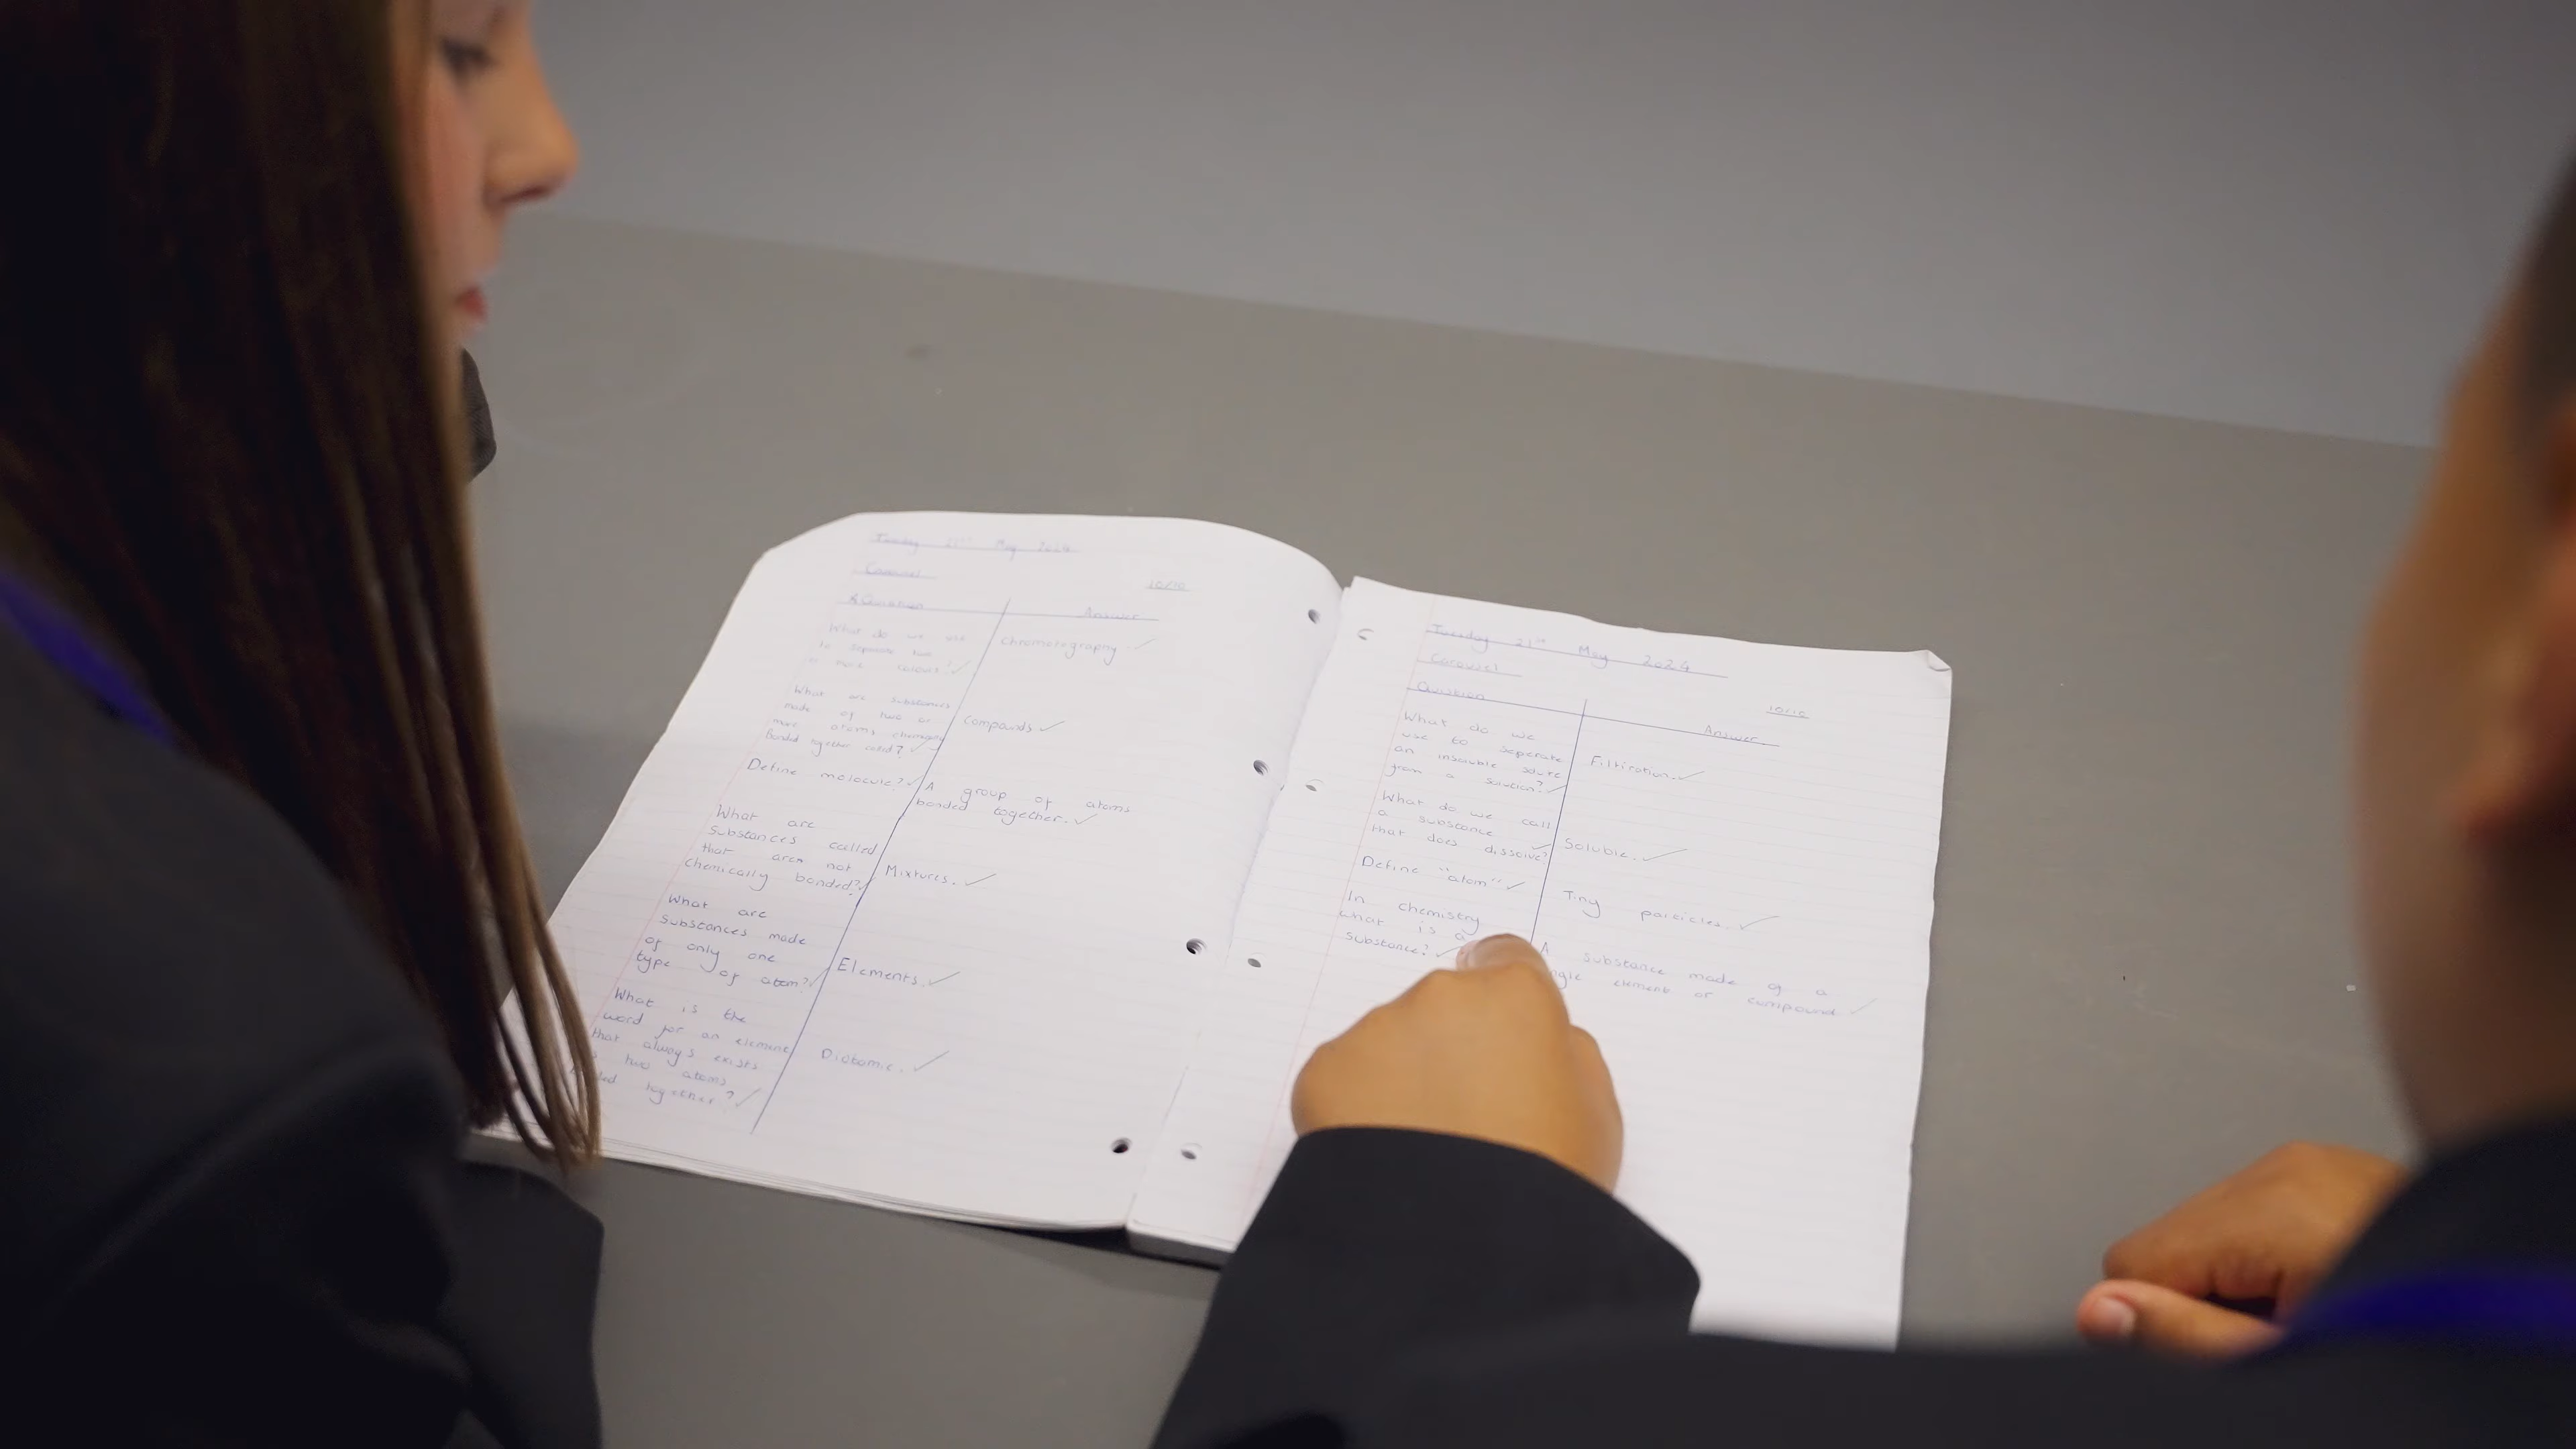 Tuesday 21st May 2024
Carousel
10/10
Question Answer
What do we use
to separate two
or more colours?
Chromotography
What are substances
made of two or
more atoms chemically
bonded together called?
Compounds
Define molecule?
A group of atoms
bonded together.
What are
substances called
that are not
chemically bonded?
Mixtures.
What are
substances made
of only one
type of atom?
Elements.
What is the
word for an element
that always exists
two atoms
together?
Diatomic.
Tuesday 21st May 2024
Carousel
10/10
Question Answer
What do we
use to seperate
an insouble solute
from a solution?
Filtiration.
What do we call
a substance
that does dissolve?
Soluble.
Define "atom"
Tiny particles.
In chemistry
what is a
substance?
A substance made of a
element or compound